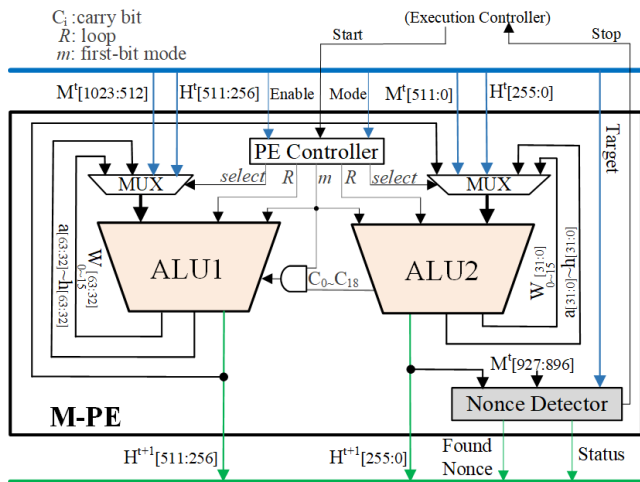 Cᵢ: carry bit
R: loop
m: first-bit mode
(Execution Controller)
Start
Stop
Mᵗ[1023:512]
Hᵗ[511:256]
Enable
Mode
Mᵗ[511:0]
Hᵗ[255:0]
Target
PE Controller
MUX
select
R
m
R
select
MUX
ALU1
ALU2
C₀~C₁₈
W₀~₁₅[63:32]
a[63:32]~h[63:32]
W₀~₁₅[31:0]
a[31:0]~h[31:0]
Mᵗ[927:896]
Nonce Detector
M-PE
Hᵗ⁺¹[511:256]
Hᵗ⁺¹[255:0]
Found
Nonce
Status